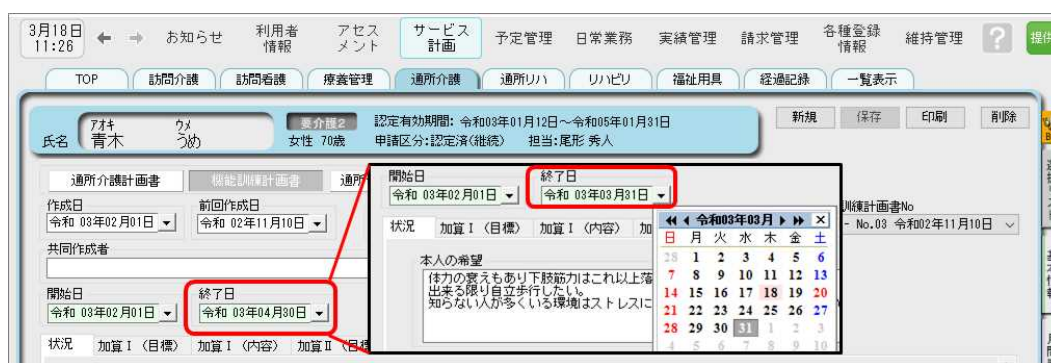 3月18日
11:26
お知らせ
利用者
情報
アセス
メント
サービス
計画
予定管理
日常業務
実績管理
請求管理
各種登録
情報
維持管理
?
提供
TOP
訪問介護
訪問看護
療養管理
通所介護
通所リハ
リハビリ
福祉用具
経過記録
一覧表示
氏名
アオキ ウメ
青木 うめ
要介護2
女性 70歳
認定有効期間: 令和03年01月12日～令和05年01月31日
申請区分:認定済(継続) 担当:尾形 秀人
新規
保存
印刷
削除
通所介護計画書
機能訓練計画書
通所
作成日
令和 03年02月01日
前回作成日
令和 02年11月10日
共同作成者
開始日
令和 03年02月01日
終了日
令和 03年04月30日
状況
加算Ⅰ（目標）
加算Ⅰ（内容）
加算Ⅱ（目標
開始日
令和 03年02月01日
終了日
令和 03年03月31日
状況
加算Ⅰ（目標）
加算Ⅰ（内容）
加
本人の希望
体力の衰えもあり下肢筋力はこれ以上落
出来る限り自立歩行したい。
知らない人が多くいる環境はストレスに
令和03年03月
日 月 火 水 木 金 土
28 1 2 3 4 5 6
7 8 9 10 11 12 13
14 15 16 17 18 19 20
21 22 23 24 25 26 27
28 29 30 31 1 2 3
4 5 6 7 8 9 10
訓練計画書No
- No.03 令和02年11月10日